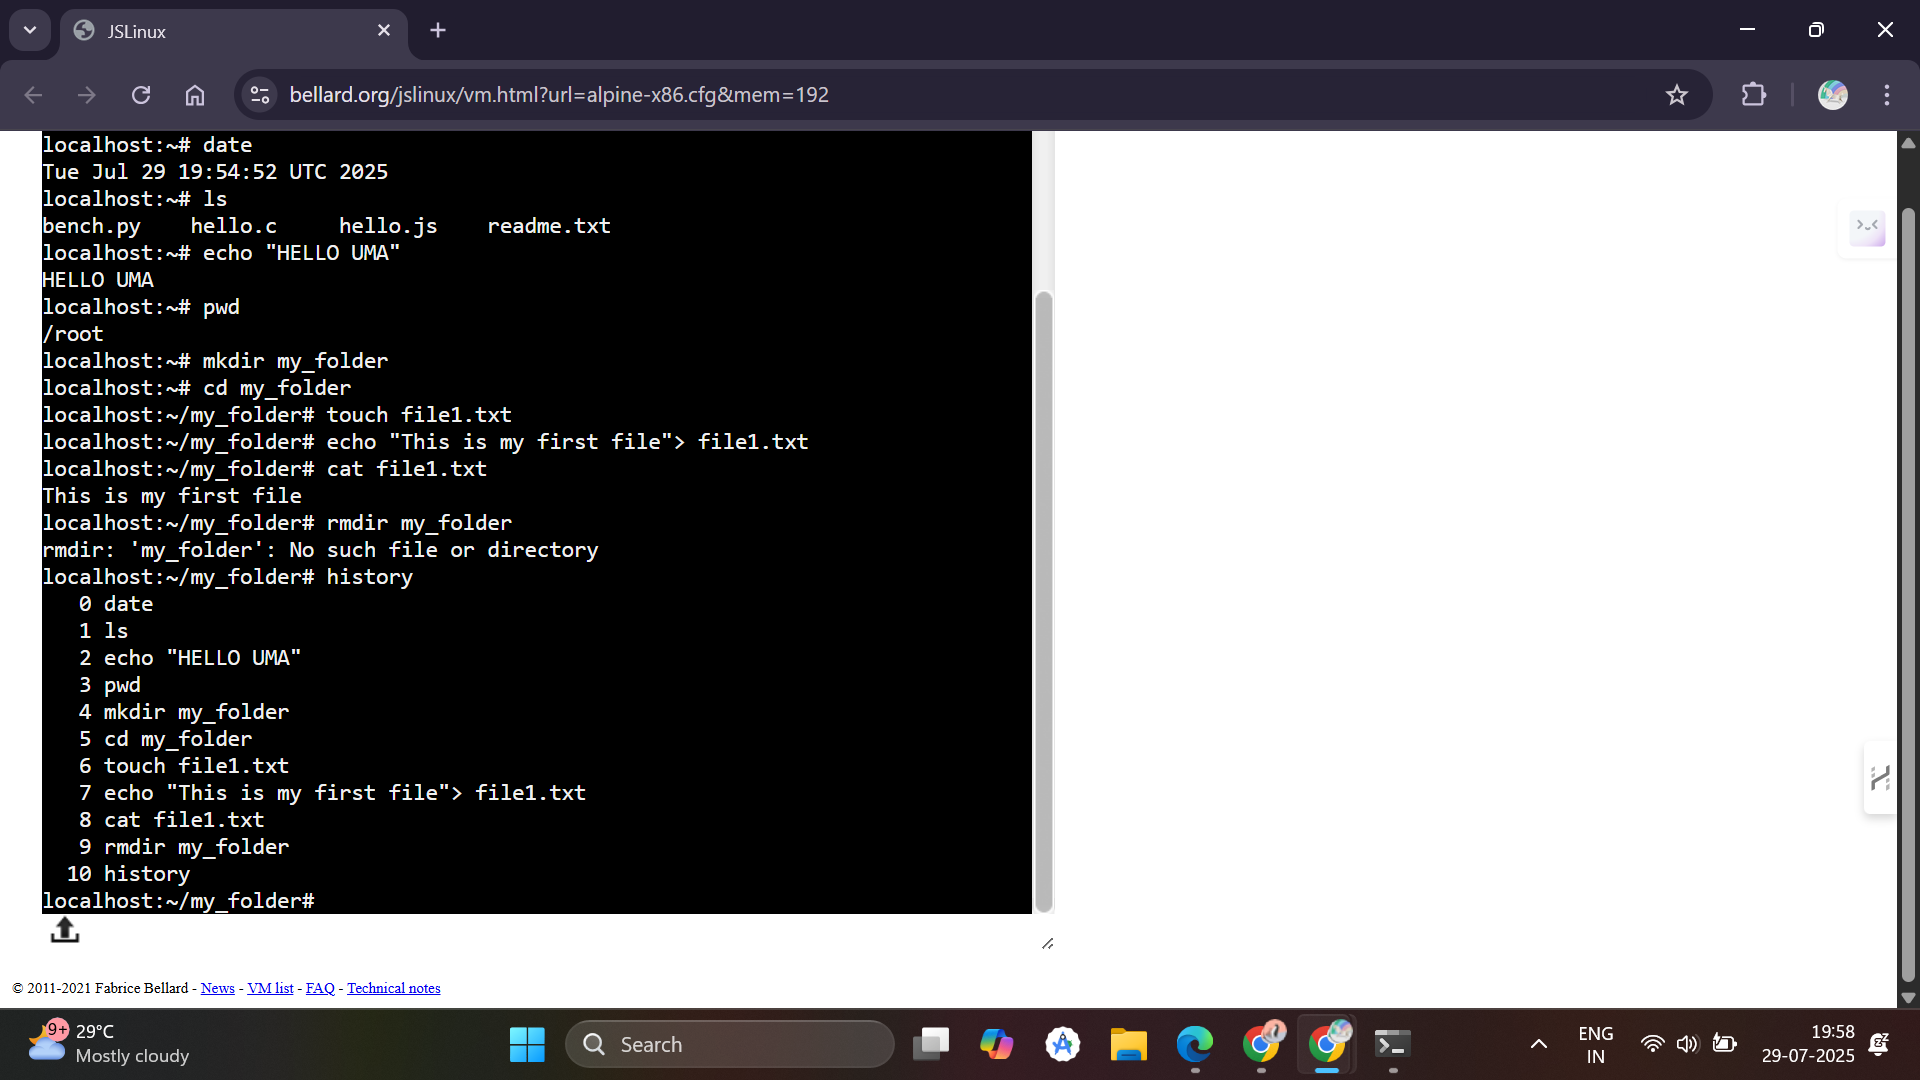 JSLinux
bellard.org/jslinux/vm.html?url=alpine-x86.cfg&mem=192
localhost:~# date
Tue Jul 29 19:54:52 UTC 2025
localhost:~# ls
bench.py    hello.c     hello.js    readme.txt
localhost:~# echo "HELLO UMA"
HELLO UMA
localhost:~# pwd
/root
localhost:~# mkdir my_folder
localhost:~# cd my_folder
localhost:~/my_folder# touch file1.txt
localhost:~/my_folder# echo "This is my first file"> file1.txt
localhost:~/my_folder# cat file1.txt
This is my first file
localhost:~/my_folder# rmdir my_folder
rmdir: 'my_folder': No such file or directory
localhost:~/my_folder# history
   0 date
   1 ls
   2 echo "HELLO UMA"
   3 pwd
   4 mkdir my_folder
   5 cd my_folder
   6 touch file1.txt
   7 echo "This is my first file"> file1.txt
   8 cat file1.txt
   9 rmdir my_folder
  10 history
localhost:~/my_folder#
© 2011-2021 Fabrice Bellard - News - VM list - FAQ - Technical notes
9+
29°C
Mostly cloudy
Search
ENG
IN
19:58
29-07-2025